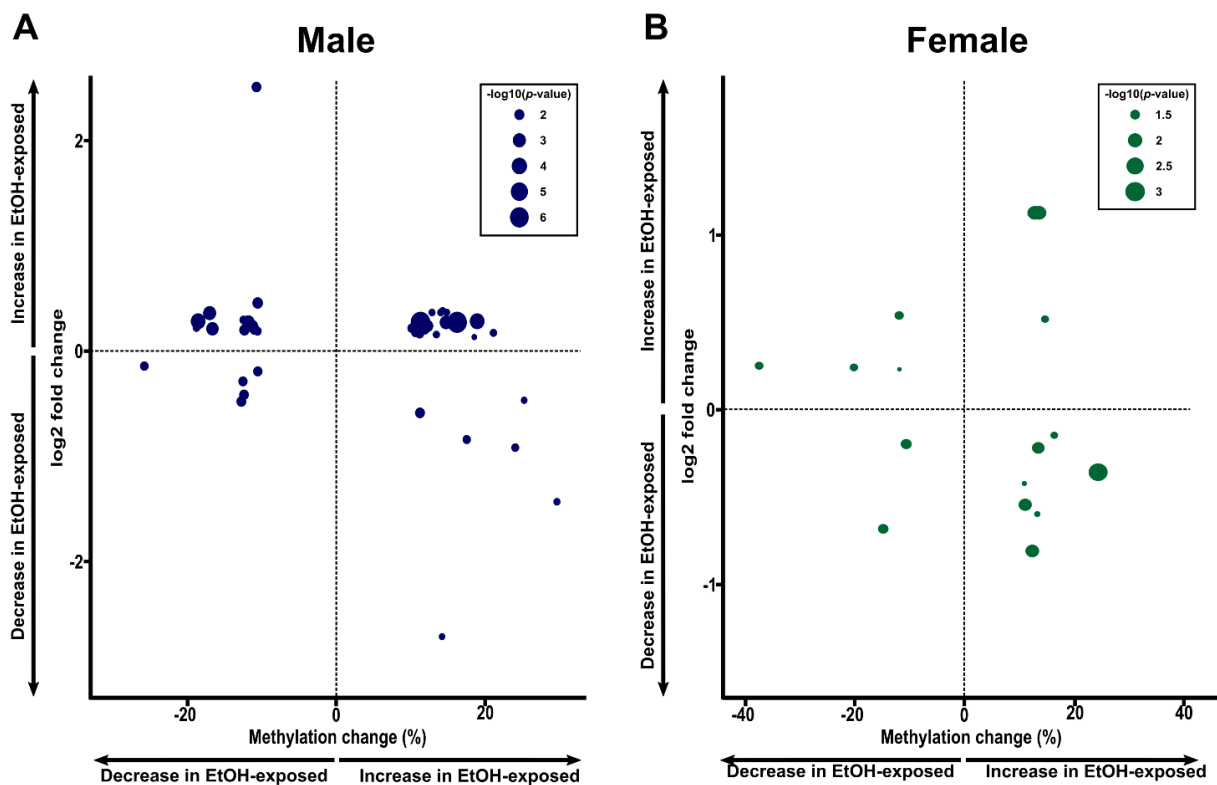 A
Male
Increase in EtOH-exposed
Decrease in EtOH-exposed
log2 fold change
2
0
-2
-log10(p-value)
2
3
4
5
6
-20
0
20
Methylation change (%)
Decrease in EtOH-exposed
Increase in EtOH-exposed
B
Female
Increase in EtOH-exposed
Decrease in EtOH-exposed
log2 fold change
1
0
-1
-log10(p-value)
1.5
2
2.5
3
-40
-20
0
20
40
Methylation change (%)
Decrease in EtOH-exposed
Increase in EtOH-exposed